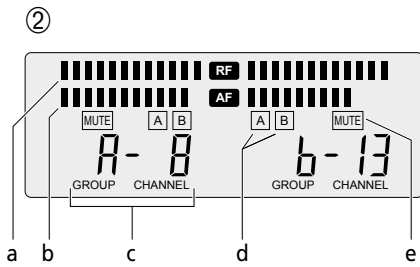 ②
RF
AF
MUTE A B A B MUTE
A- 8 b- 13
GROUP CHANNEL GROUP CHANNEL
a b c d e